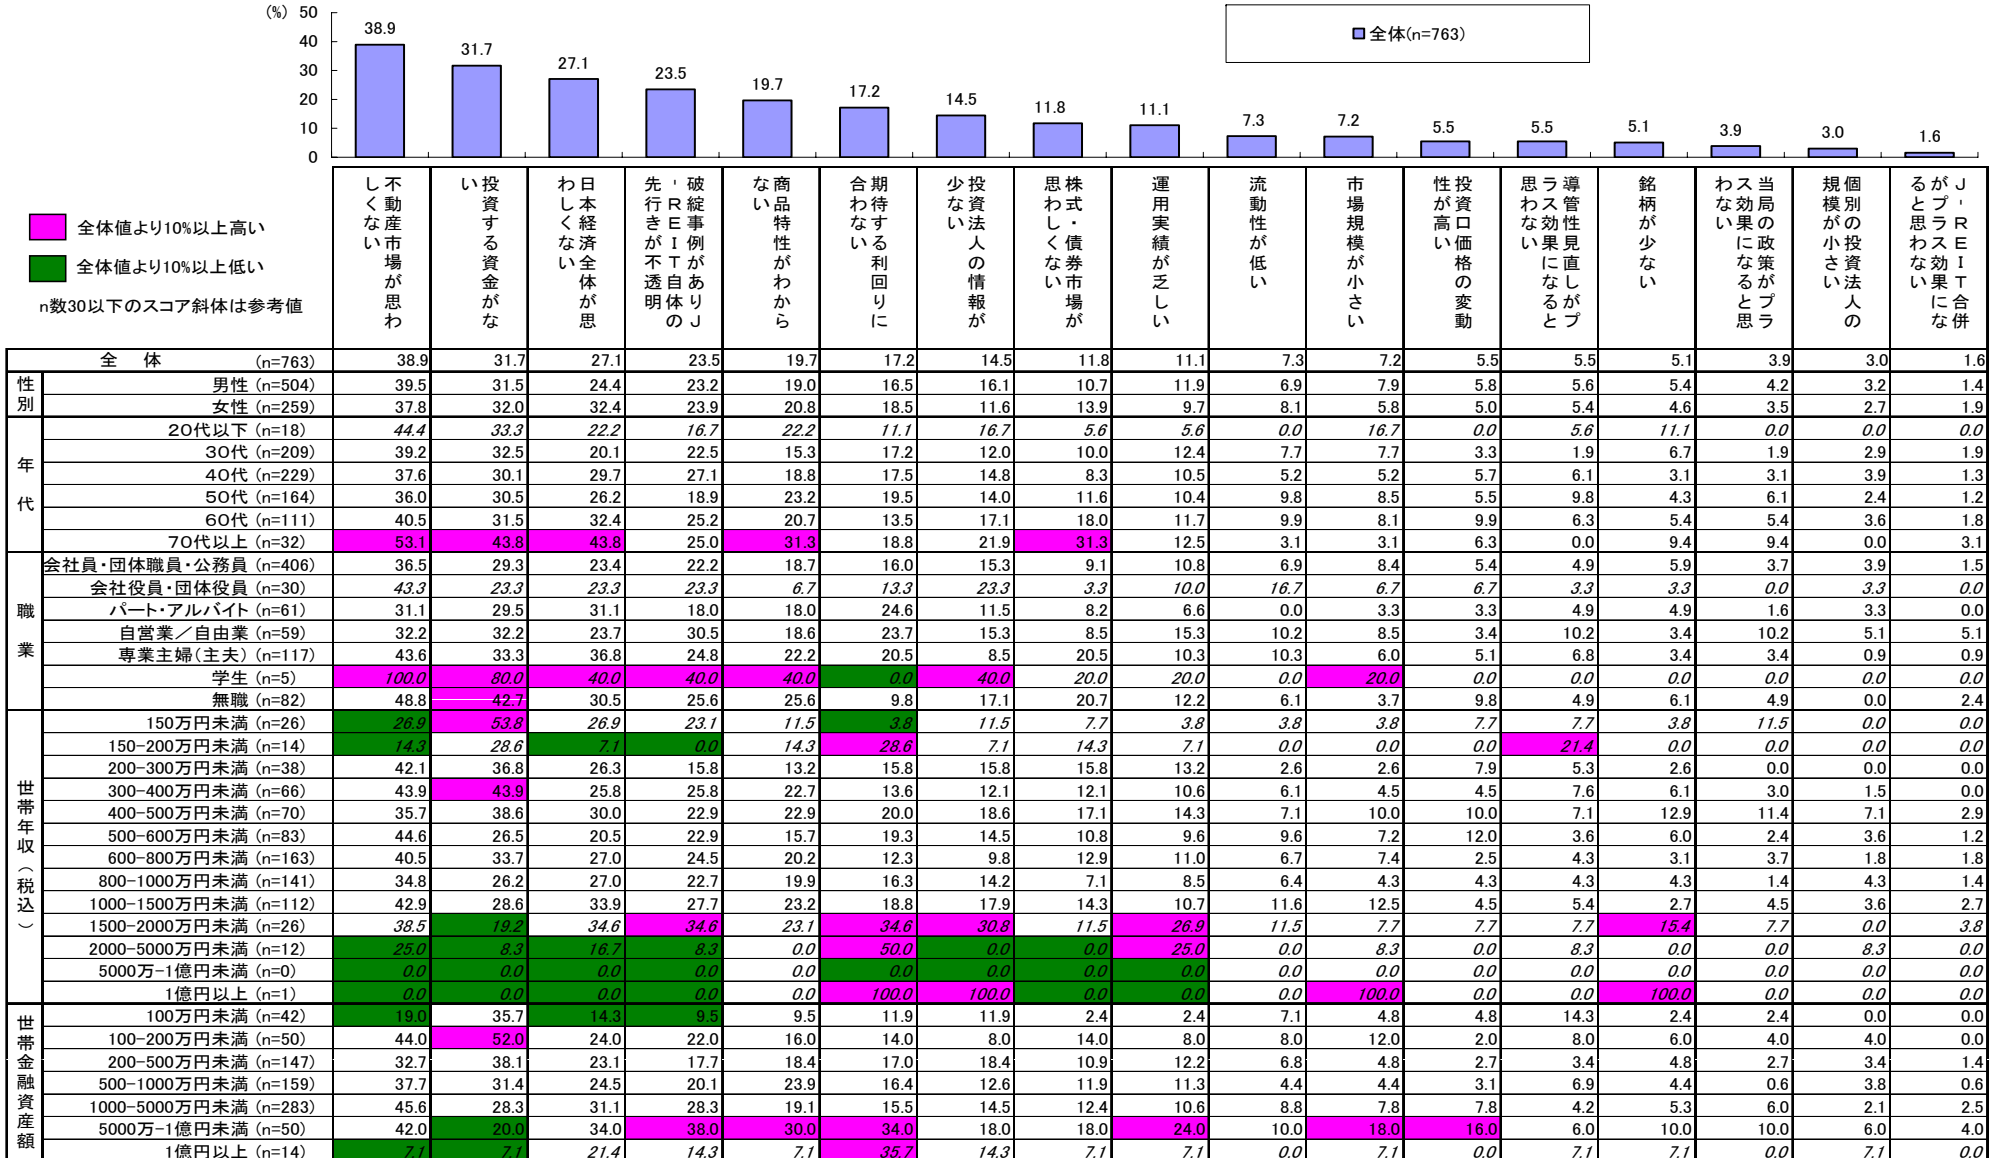 (%)
50
40
30
20
10
0
38.9 31.7 27.1 23.5 19.7 17.2 14.5 11.8 11.1 7.3 7.2 5.5 5.5 5.1 3.9 3.0 1.6
全体(n=763)
全体値より10%以上高い
全体値より10%以上低い
n数30以下のスコア斜体は参考値
不動産市場が思わしくない
投資する資金がない
日本経済全体が思わしくない
破綻事例がありJ-REIT自体の先行きが不透明
商品特性がわからない
期待する利回りに合わない
投資法人の情報が少ない
株式・債券市場が思わしくない
運用実績が乏しい
流動性が低い
市場規模が小さい
投資口価格の変動性が高い
導管性見直しがプラス効果になると思わない
銘柄が少ない
当局の政策がプラス効果になると思わない
個別の投資法人の規模が小さい
J-REIT合併がプラス効果になると思わない
全 体 (n=763) 38.9 31.7 27.1 23.5 19.7 17.2 14.5 11.8 11.1 7.3 7.2 5.5 5.5 5.1 3.9 3.0 1.6
性別
男性 (n=504) 39.5 31.5 24.4 23.2 19.0 16.5 16.1 10.7 11.9 6.9 7.9 5.8 5.6 5.4 4.2 3.2 1.4
女性 (n=259) 37.8 32.0 32.4 23.9 20.8 18.5 11.6 13.9 9.7 8.1 5.8 5.0 5.4 4.6 3.5 2.7 1.9
年代
20代以下 (n=18) 44.4 33.3 22.2 16.7 22.2 11.1 16.7 5.6 5.6 0.0 16.7 0.0 5.6 11.1 0.0 0.0 0.0
30代 (n=209) 39.2 32.5 20.1 22.5 15.3 17.2 12.0 10.0 12.4 7.7 7.7 3.3 1.9 6.7 1.9 2.9 1.9
40代 (n=229) 37.6 30.1 29.7 27.1 18.8 17.5 14.8 8.3 10.5 5.2 5.2 5.7 6.1 3.1 3.1 3.9 1.3
50代 (n=164) 36.0 30.5 26.2 18.9 23.2 19.5 14.0 11.6 10.4 9.8 8.5 5.5 9.8 4.3 6.1 2.4 1.2
60代 (n=111) 40.5 31.5 32.4 25.2 20.7 13.5 17.1 18.0 11.7 9.9 8.1 9.9 6.3 5.4 5.4 3.6 1.8
70代以上 (n=32) 53.1 43.8 43.8 25.0 31.3 18.8 21.9 31.3 12.5 3.1 3.1 6.3 0.0 9.4 9.4 0.0 3.1
職業
会社員・団体職員・公務員 (n=406) 36.5 29.3 23.4 22.2 18.7 16.0 15.3 9.1 10.8 6.9 8.4 5.4 4.9 5.9 3.7 3.9 1.5
会社役員・団体役員 (n=30) 43.3 23.3 23.3 23.3 6.7 13.3 23.3 3.3 10.0 16.7 6.7 6.7 3.3 3.3 0.0 3.3 0.0
パート・アルバイト (n=61) 31.1 29.5 31.1 18.0 18.0 24.6 11.5 8.2 6.6 0.0 3.3 3.3 4.9 4.9 1.6 3.3 0.0
自営業／自由業 (n=59) 32.2 32.2 23.7 30.5 18.6 23.7 15.3 8.5 15.3 10.2 8.5 3.4 10.2 3.4 10.2 5.1 5.1
専業主婦(主夫) (n=117) 43.6 33.3 36.8 24.8 22.2 20.5 8.5 20.5 10.3 10.3 6.0 5.1 6.8 3.4 3.4 0.9 0.9
学生 (n=5) 100.0 80.0 40.0 40.0 40.0 0.0 40.0 20.0 20.0 0.0 20.0 0.0 0.0 0.0 0.0 0.0 0.0
無職 (n=82) 48.8 42.7 30.5 25.6 25.6 9.8 17.1 20.7 12.2 6.1 3.7 9.8 4.9 6.1 4.9 0.0 2.4
世帯年収（税込）
150万円未満 (n=26) 26.9 53.8 26.9 23.1 11.5 3.8 11.5 7.7 3.8 3.8 3.8 7.7 7.7 3.8 11.5 0.0 0.0
150-200万円未満 (n=14) 14.3 28.6 7.1 0.0 14.3 28.6 7.1 14.3 7.1 0.0 0.0 0.0 21.4 0.0 0.0 0.0 0.0
200-300万円未満 (n=38) 42.1 36.8 26.3 15.8 13.2 15.8 15.8 15.8 13.2 2.6 2.6 7.9 5.3 2.6 0.0 0.0 0.0
300-400万円未満 (n=66) 43.9 43.9 25.8 25.8 22.7 13.6 12.1 12.1 10.6 6.1 4.5 4.5 7.6 6.1 3.0 1.5 0.0
400-500万円未満 (n=70) 35.7 38.6 30.0 22.9 22.9 20.0 18.6 17.1 14.3 7.1 10.0 10.0 7.1 12.9 11.4 7.1 2.9
500-600万円未満 (n=83) 44.6 26.5 20.5 22.9 15.7 19.3 14.5 10.8 9.6 9.6 7.2 12.0 3.6 6.0 2.4 3.6 1.2
600-800万円未満 (n=163) 40.5 33.7 27.0 24.5 20.2 12.3 9.8 12.9 11.0 6.7 7.4 2.5 4.3 3.1 3.7 1.8 1.8
800-1000万円未満 (n=141) 34.8 26.2 27.0 22.7 19.9 16.3 14.2 7.1 8.5 6.4 4.3 4.3 4.3 4.3 1.4 4.3 1.4
1000-1500万円未満 (n=112) 42.9 28.6 33.9 27.7 23.2 18.8 17.9 14.3 10.7 11.6 12.5 4.5 5.4 2.7 4.5 3.6 2.7
1500-2000万円未満 (n=26) 38.5 19.2 34.6 34.6 23.1 34.6 30.8 11.5 26.9 11.5 7.7 7.7 7.7 15.4 7.7 0.0 3.8
2000-5000万円未満 (n=12) 25.0 8.3 16.7 8.3 0.0 50.0 0.0 0.0 25.0 0.0 8.3 0.0 8.3 0.0 0.0 8.3 0.0
5000万-1億円未満 (n=0) 0.0 0.0 0.0 0.0 0.0 0.0 0.0 0.0 0.0 0.0 0.0 0.0 0.0 0.0 0.0 0.0 0.0
1億円以上 (n=1) 0.0 0.0 0.0 0.0 0.0 100.0 100.0 0.0 0.0 0.0 100.0 0.0 0.0 100.0 0.0 0.0 0.0
世帯金融資産額
100万円未満 (n=42) 19.0 35.7 14.3 9.5 9.5 11.9 11.9 2.4 2.4 7.1 4.8 4.8 14.3 2.4 2.4 0.0 0.0
100-200万円未満 (n=50) 44.0 52.0 24.0 22.0 16.0 14.0 8.0 14.0 8.0 8.0 12.0 2.0 8.0 6.0 4.0 4.0 0.0
200-500万円未満 (n=147) 32.7 38.1 23.1 17.7 18.4 17.0 18.4 10.9 12.2 6.8 4.8 2.7 3.4 4.8 2.7 3.4 1.4
500-1000万円未満 (n=159) 37.7 31.4 24.5 20.1 23.9 16.4 12.6 11.9 11.3 4.4 4.4 3.1 6.9 4.4 0.6 3.8 0.6
1000-5000万円未満 (n=283) 45.6 28.3 31.1 28.3 19.1 15.5 14.5 12.4 10.6 8.8 7.8 7.8 4.2 5.3 6.0 2.1 2.5
5000万-1億円未満 (n=50) 42.0 20.0 34.0 38.0 30.0 34.0 18.0 18.0 24.0 10.0 18.0 16.0 6.0 10.0 10.0 6.0 4.0
1億円以上 (n=14) 7.1 7.1 21.4 14.3 7.1 35.7 14.3 7.1 7.1 0.0 7.1 0.0 7.1 7.1 0.0 7.1 0.0